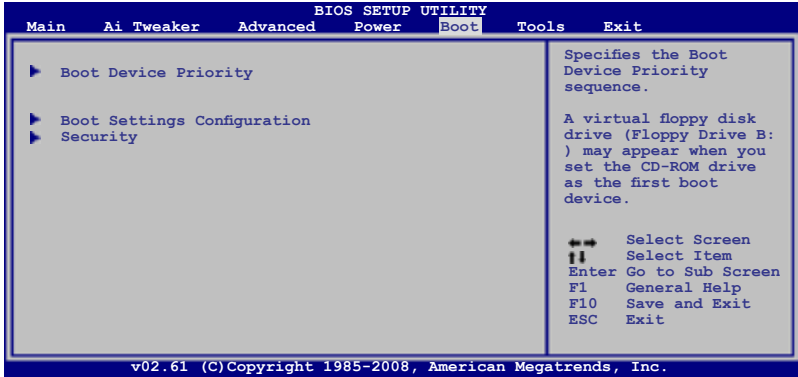 BIOS SETUP UTILITY
Main Ai Tweaker Advanced Power Boot Tools Exit
Boot Device Priority
Boot Settings Configuration
Security
Specifies the Boot
Device Priority
sequence.
A virtual floppy disk
drive (Floppy Drive B:
) may appear when you
set the CD-ROM drive
as the first boot
device.
Select Screen
Select Item
Enter Go to Sub Screen
F1 General Help
F10 Save and Exit
ESC Exit
v02.61 (C)Copyright 1985-2008, American Megatrends, Inc.